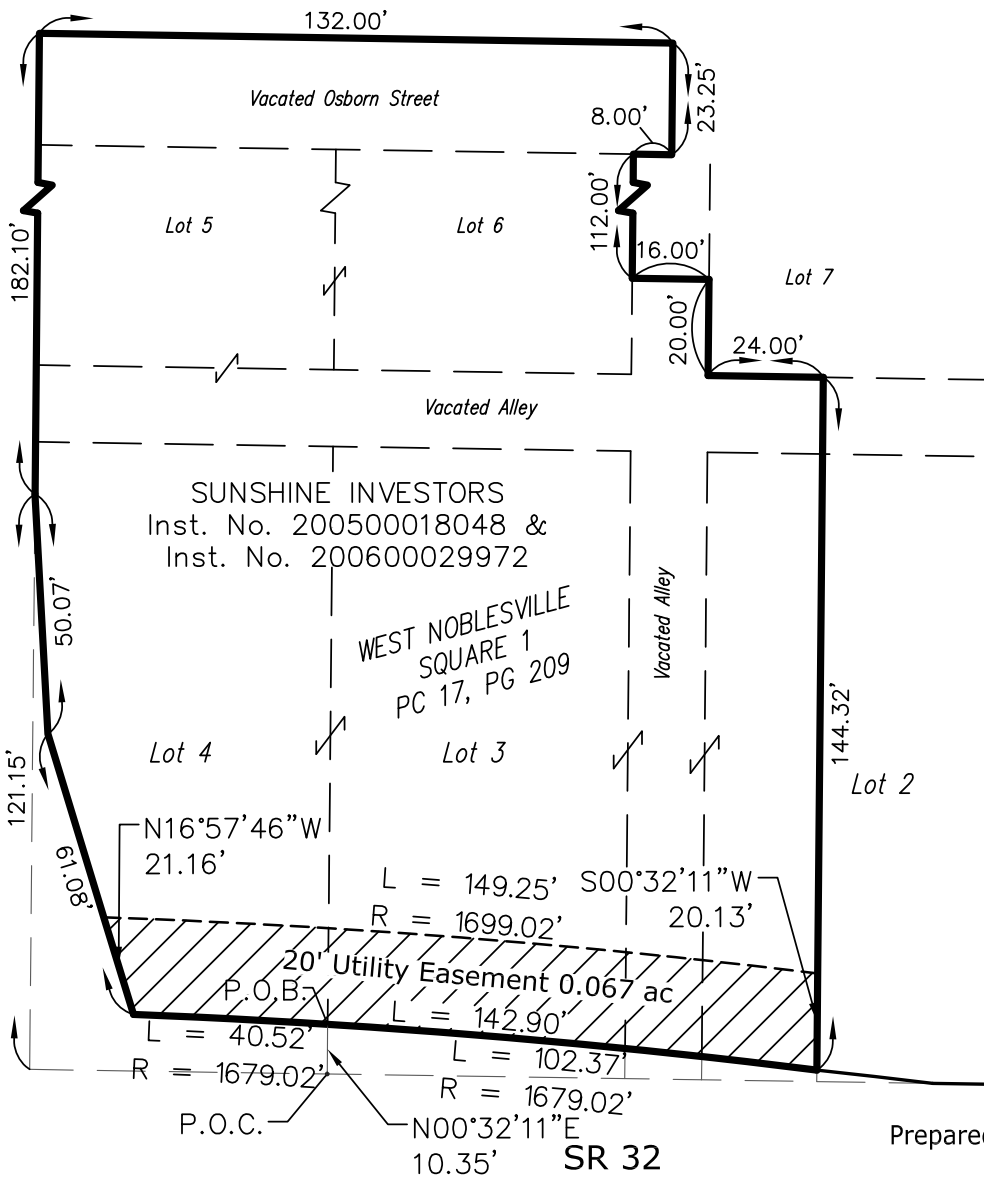 132.00'
Vacated Osborn Street
23.25'
8.00'
Lot 5
Lot 6
112.00'
182.10'
16.00'
Lot 7
20.00'
24.00'
Vacated Alley
SUNSHINE INVESTORS
Inst. No. 200500018048 &
Inst. No. 200600029972
50.07'
WEST NOBLESVILLE
SQUARE 1
PC 17, PG 209
Vacated Alley
144.32'
121.15'
Lot 4
Lot 3
Lot 2
N16°57'46"W
21.16'
61.08'
L = 149.25'
R = 1699.02'
S00°32'11"W
20.13'
20' Utility Easement 0.067 ac
P.O.B.
L = 142.90'
L = 40.52'
R = 1679.02'
L = 102.37'
R = 1679.02'
P.O.C.
N00°32'11"E
10.35'
SR 32
Prepared